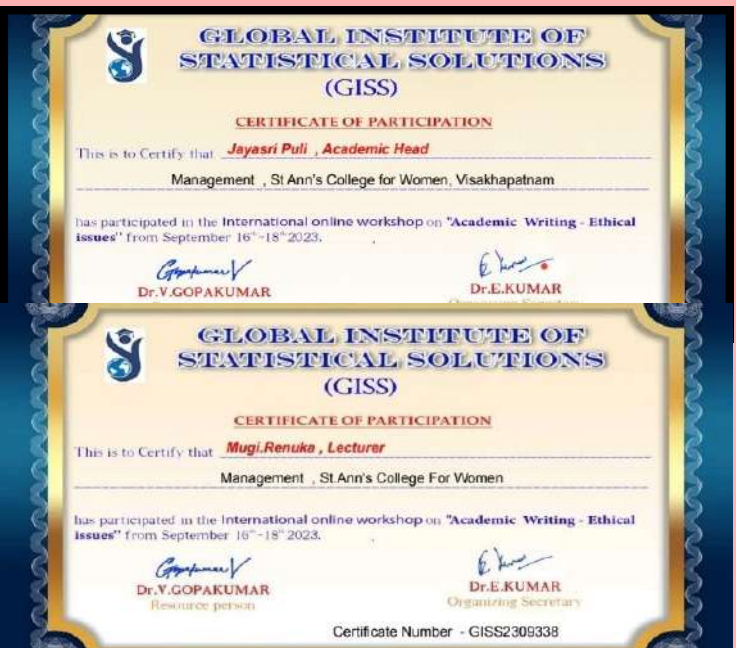 GLOBAL INSTITUTE OF
STATISTICAL SOLUTIONS
(GISS)
CERTIFICATE OF PARTICIPATION
This is to Certify that Jayasri Puli , Academic Head
Management , St Ann's College for Women, Visakhapatnam
has participated in the International online workshop on "Academic Writing - Ethical
issues" from September 16th-18th 2023.
Gopakumar V E. Kumar
Dr.V.GOPAKUMAR Dr.E.KUMAR
GLOBAL INSTITUTE OF
STATISTICAL SOLUTIONS
(GISS)
CERTIFICATE OF PARTICIPATION
This is to Certify that Mugi.Renuka , Lecturer
Management , St.Ann's College For Women
has participated in the International online workshop on "Academic Writing - Ethical
issues" from September 16th-18th 2023.
Gopakumar V E. Kumar
Dr.V.GOPAKUMAR Dr.E.KUMAR
Resource person Organizing Secretary
Certificate Number - GISS2309338